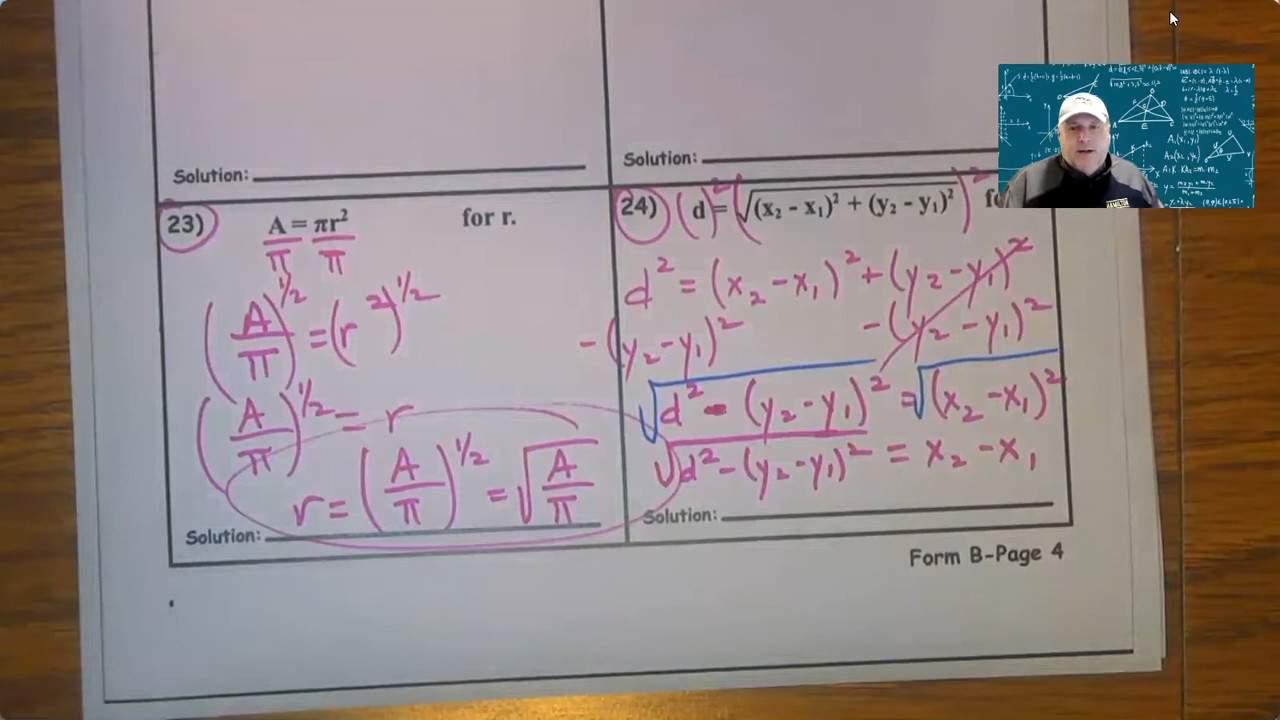 Solution:
Solution:
23) A = πr² for r.
π π
(A/π)^1/2 = (r²)^1/2
(A/π)^1/2 = r
r = (A/π)^1/2 = √(A/π)
Solution:
24) (d)² = (√(x₂ - x₁)² + (y₂ - y₁)²)²
d² = (x₂ - x₁)² + (y₂ - y₁)²
- (y₂ - y₁)² - (y₂ - y₁)²
√d² - (y₂ - y₁)² = √(x₂ - x₁)²
√d² - (y₂ - y₁)² = x₂ - x₁
Solution:
Form B-Page 4